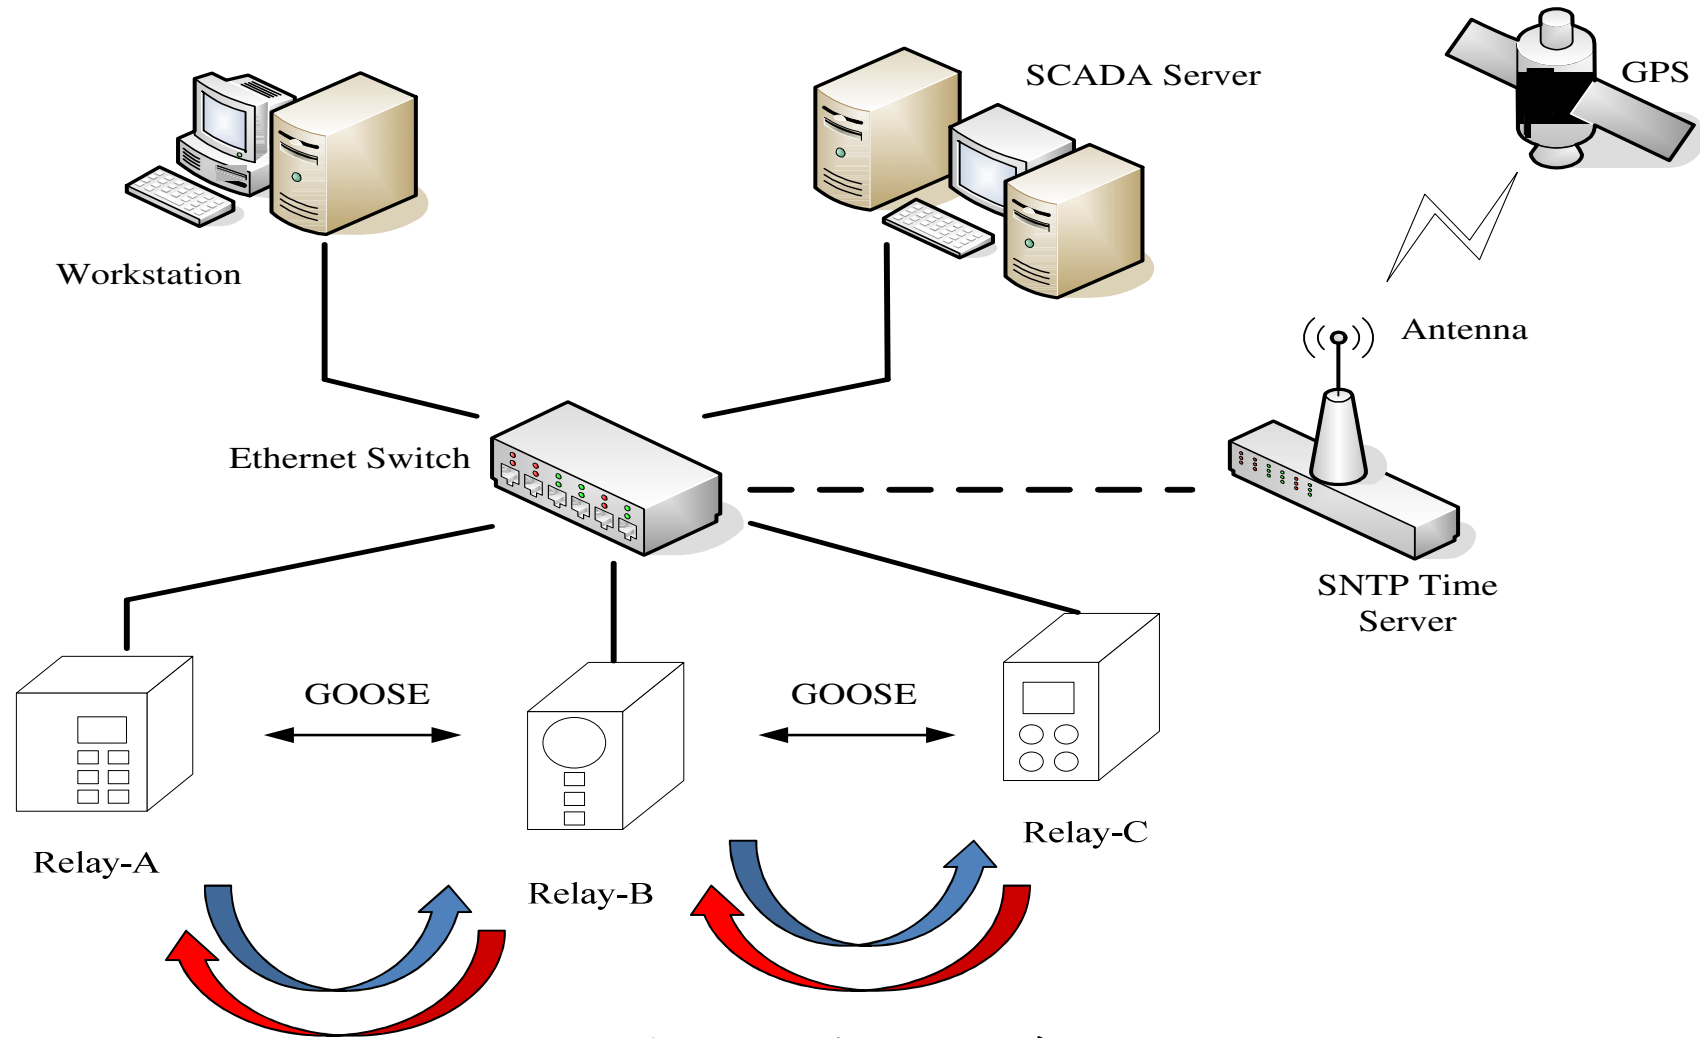 SCADA Server
GPS
Workstation
Antenna
Ethernet Switch
SNTP Time
Server
GOOSE
GOOSE
Relay-A
Relay-B
Relay-C